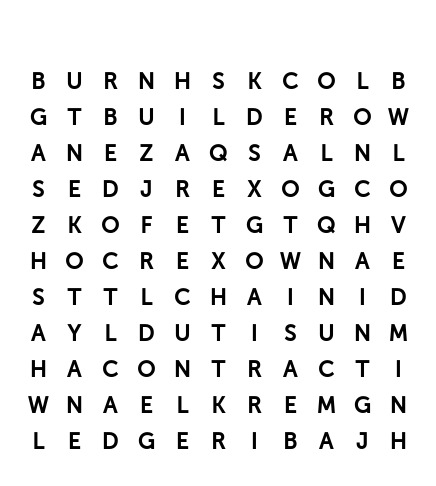 B U R N H S K C O L B
G T B U I L D E R O W
A N E Z A Q S A L N L
S E D J R E X O G C O
Z K O F E T G T Q H V
H O C R E X O W N A E
S T T L C H A I N I D
A Y L D U T I S U N M
H A C O N T R A C T I
W N A E L K R E M G N
L E D G E R I B A J H